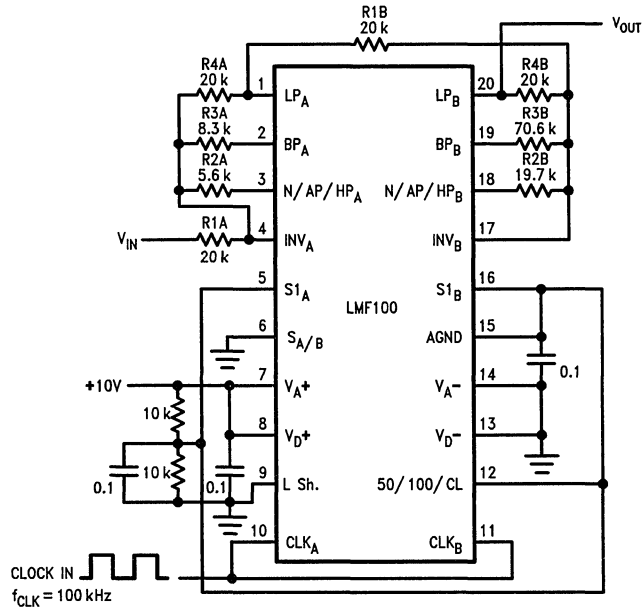 R1B
20 k
V_OUT
R4A
20 k
1
LP_A
20
LP_B
R4B
20 k
R3A
8.3 k
2
BP_A
19
BP_B
R3B
70.6 k
R2A
5.6 k
3
N/AP/HP_A
18
N/AP/HP_B
R2B
19.7 k
V_IN
R1A
20 k
4
INV_A
17
INV_B
5
S1_A
16
S1_B
LMF100
6
S_A/B
15
AGND
0.1
+10V
7
V_A+
14
V_A−
10 k
8
V_D+
13
V_D−
10 k
0.1
0.1
9
L Sh.
12
50/100/CL
10
CLK_A
11
CLK_B
CLOCK IN
f_CLK = 100 kHz